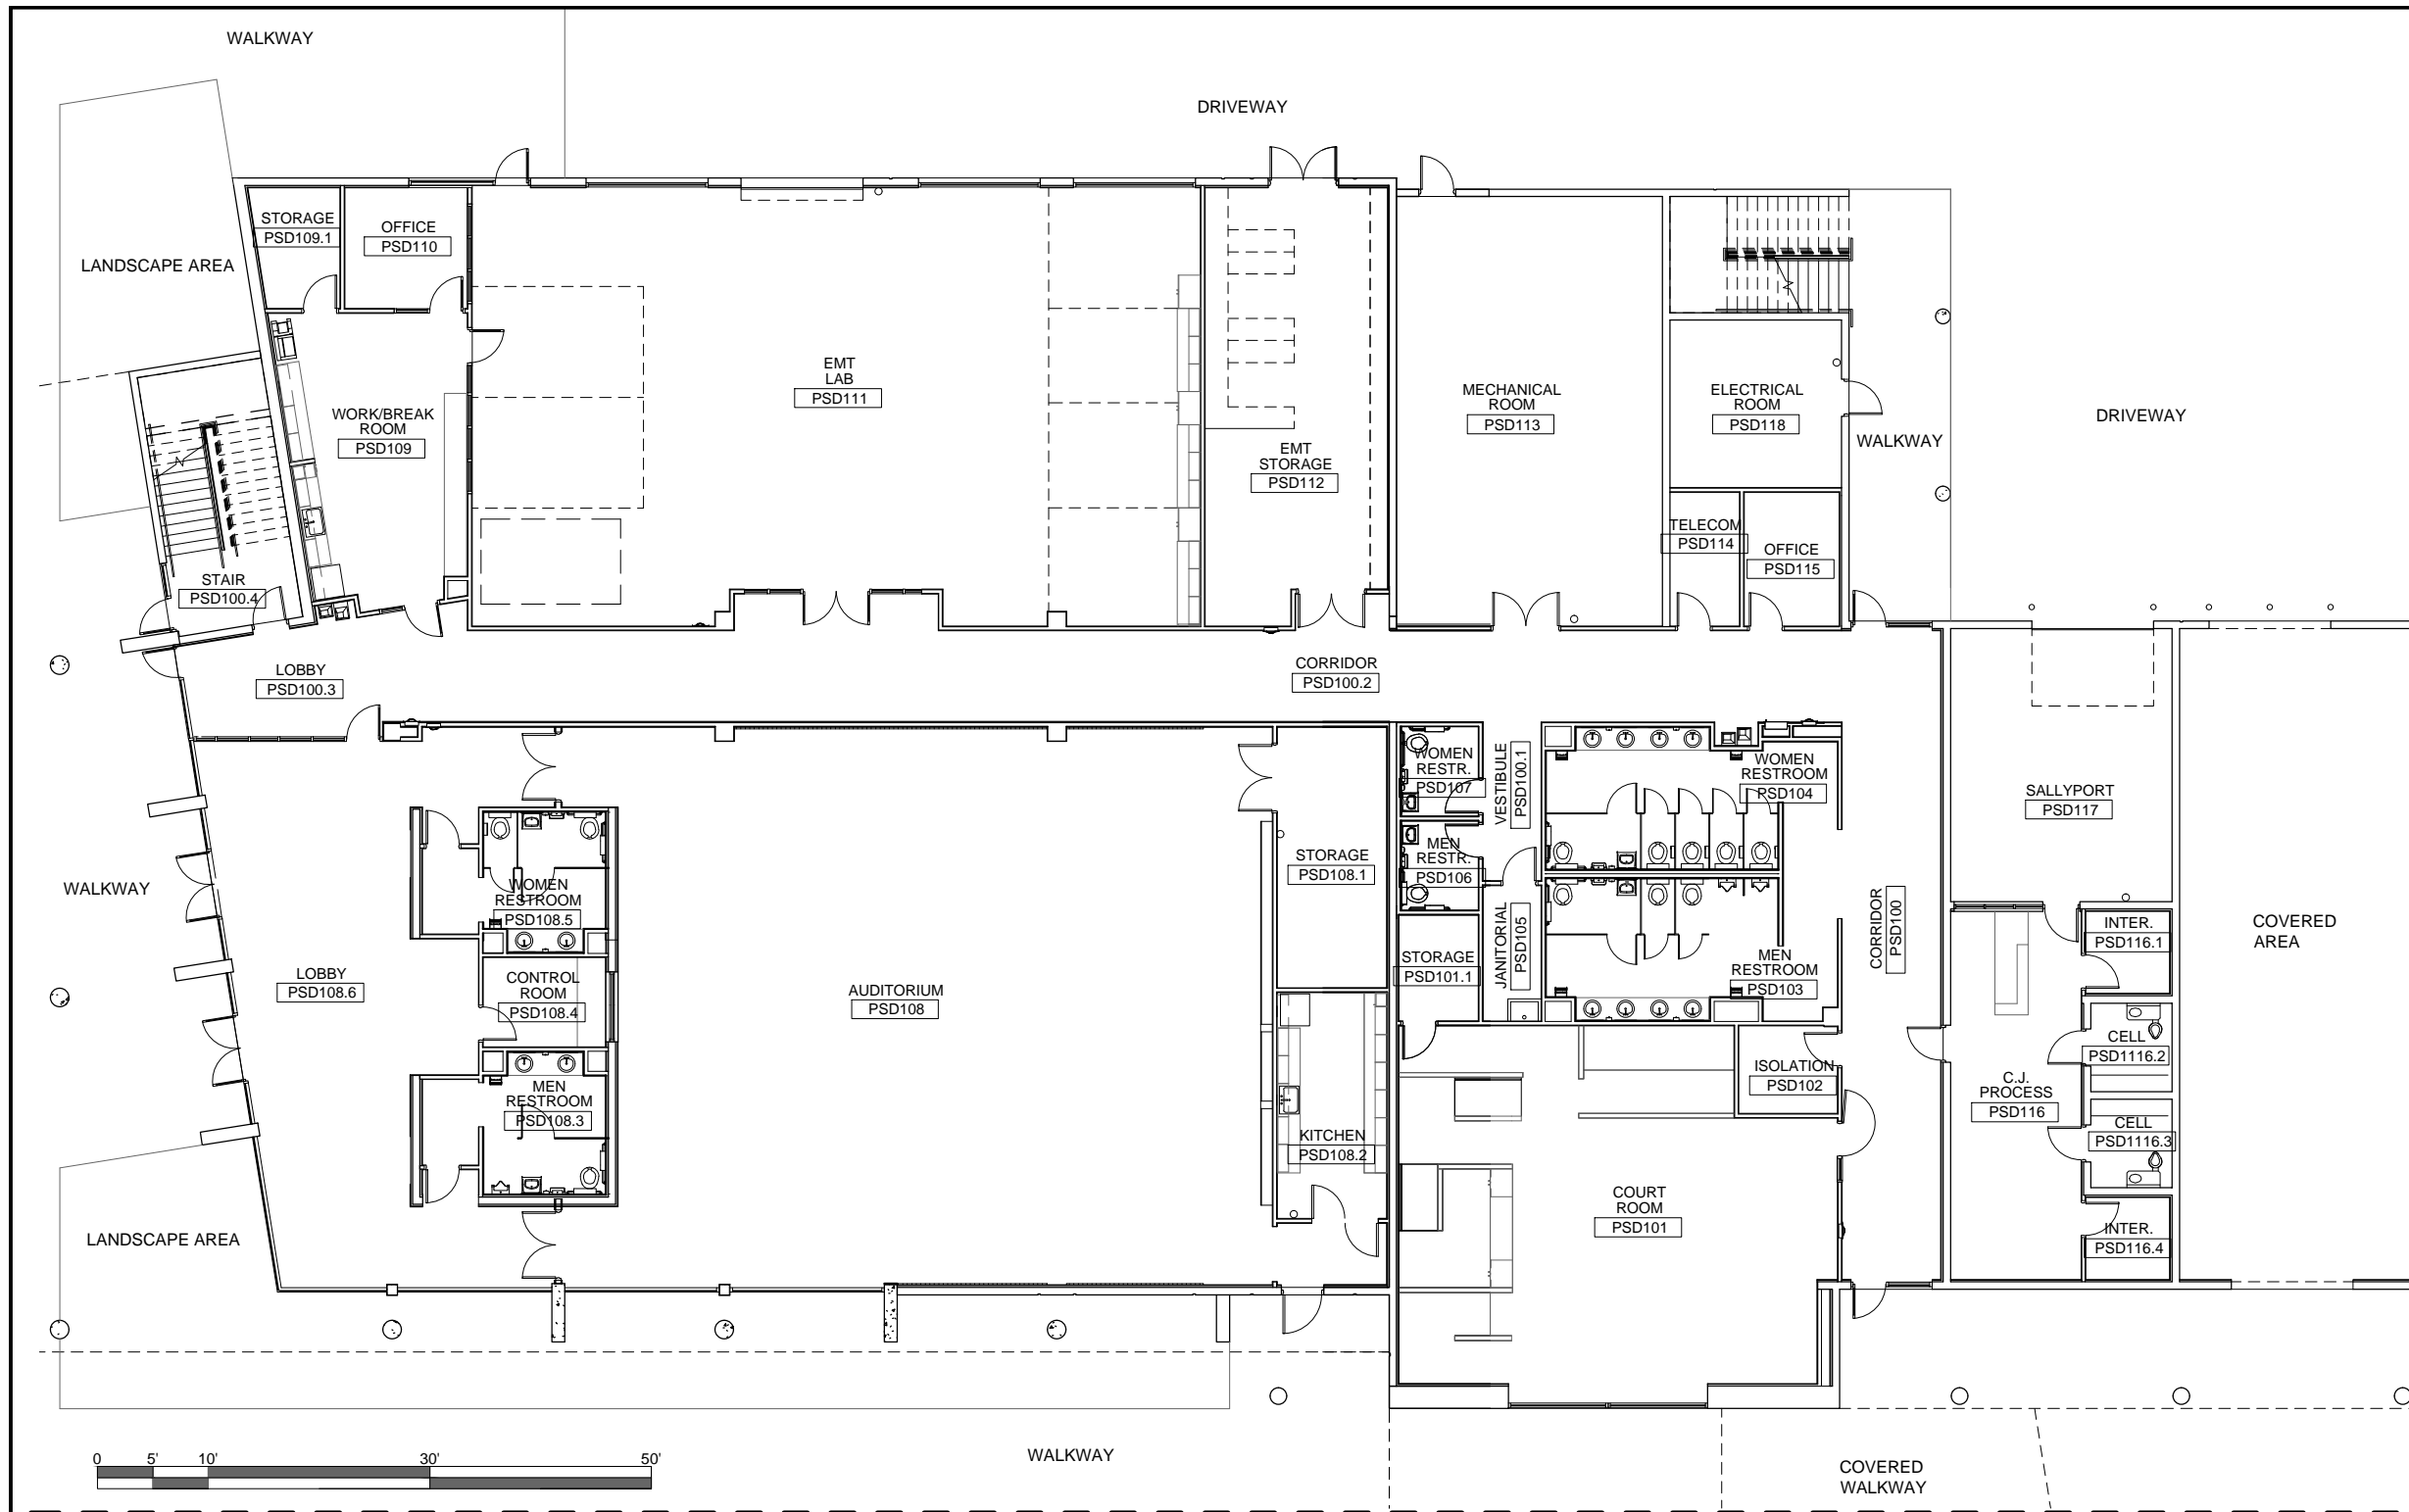 WALKWAY
DRIVEWAY
STORAGE
PSD109.1
OFFICE
PSD110
LANDSCAPE AREA
EMT
LAB
PSD111
MECHANICAL
ROOM
PSD113
ELECTRICAL
ROOM
PSD118
DRIVEWAY
WORK/BREAK
ROOM
PSD109
WALKWAY
EMT
STORAGE
PSD112
TELECOM
PSD114
OFFICE
PSD115
STAIR
PSD100.4
LOBBY
PSD100.3
CORRIDOR
PSD100.2
WOMEN
RESTR.
PSD107
VESTIBULE
PSD100.1
WOMEN
RESTROOM
PSD104
SALLYPORT
PSD117
STORAGE
PSD108.1
MEN
RESTR.
PSD106
WALKWAY
WOMEN
RESTROOM
PSD108.5
JANITORIAL
PSD105
CORRIDOR
PSD100
COVERED
AREA
INTER.
PSD116.1
STORAGE
PSD101.1
MEN
RESTROOM
PSD103
LOBBY
PSD108.6
CONTROL
ROOM
PSD108.4
AUDITORIUM
PSD108
CELL
PSD1116.2
ISOLATION
PSD102
C.J.
PROCESS
PSD116
MEN
RESTROOM
PSD108.3
CELL
PSD1116.3
KITCHEN
PSD108.2
COURT
ROOM
PSD101
INTER.
PSD116.4
LANDSCAPE AREA
0 5' 10' 30' 50'
WALKWAY
COVERED
WALKWAY